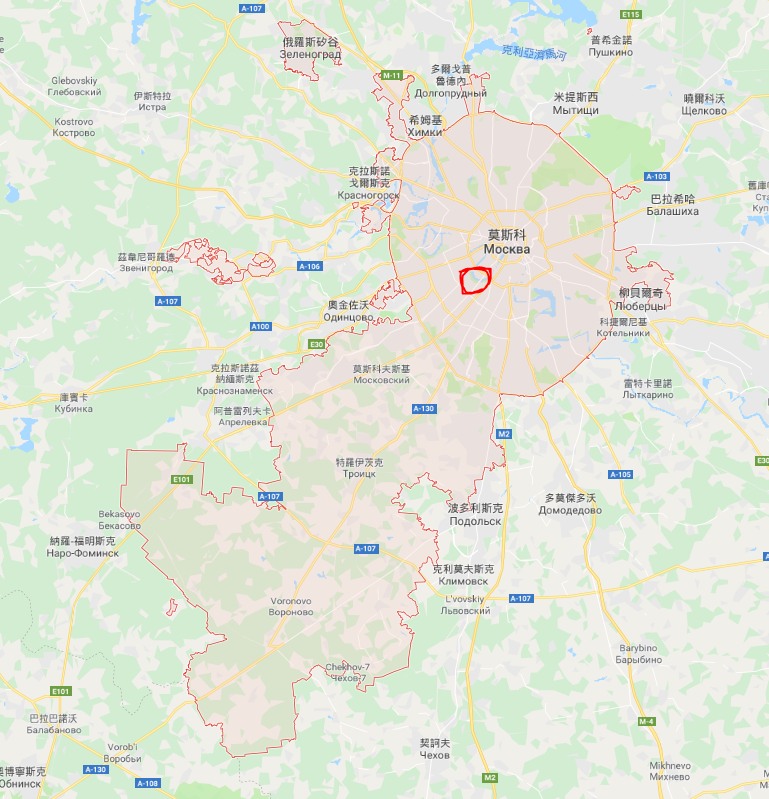 A-107
E115
俄羅斯矽谷
Зеленоград
普希金諾
Пушкино
克利亞濟馬河
M-11
多爾戈普
魯德內
Долгопрудный
Glebovskiy
Глебовский
伊斯特拉
Истра
米提斯西
Мытищи
曉爾科沃
Щелково
Kostrovo
Кострово
希姆基
Химки
克拉斯諾
戈爾斯克
Красногорск
A-103
巴拉希哈
Балашиха
莫斯科
Москва
茲韋尼哥羅德
Звенигород
A-106
A-107
奧金佐沃
Одинцово
柳貝爾奇
Люберцы
科捷爾尼基
Котельники
A100
E30
克拉斯諾茲
納緬斯克
Краснознаменск
莫斯科夫斯基
Московский
雷特卡里諾
Лыткарино
庫賓卡
Кубинка
阿普雷列夫卡
Апрелевка
A-130
M2
特羅伊茨克
Троицк
E101
A-105
E30
A-107
波多利斯克
Подольск
多莫傑多沃
Домодедово
Bekasovo
Бекасово
納羅-福明斯克
Наро-Фоминск
A-107
克利莫夫斯克
Климовск
L'vovskiy
Львовский
A-107
Voronovo
Вороново
Barybino
Барыбино
Chekhov-7
Чехов-7
E101
巴拉巴諾沃
Балабаново
M-4
Vorob'i
Воробьи
契訶夫
Чехов
Mikhnevo
Михнево
奧博寧斯克
Обнинск
A-130
A-108
M2